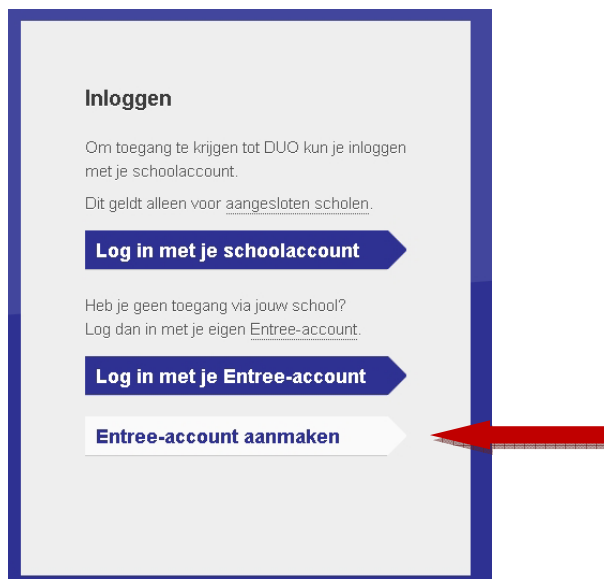 Inloggen
Om toegang te krijgen tot DUO kun je inloggen
met je schoolaccount.
Dit geldt alleen voor aangesloten scholen.
Log in met je schoolaccount
Heb je geen toegang via jouw school?
Log dan in met je eigen Entree-account.
Log in met je Entree-account
Entree-account aanmaken